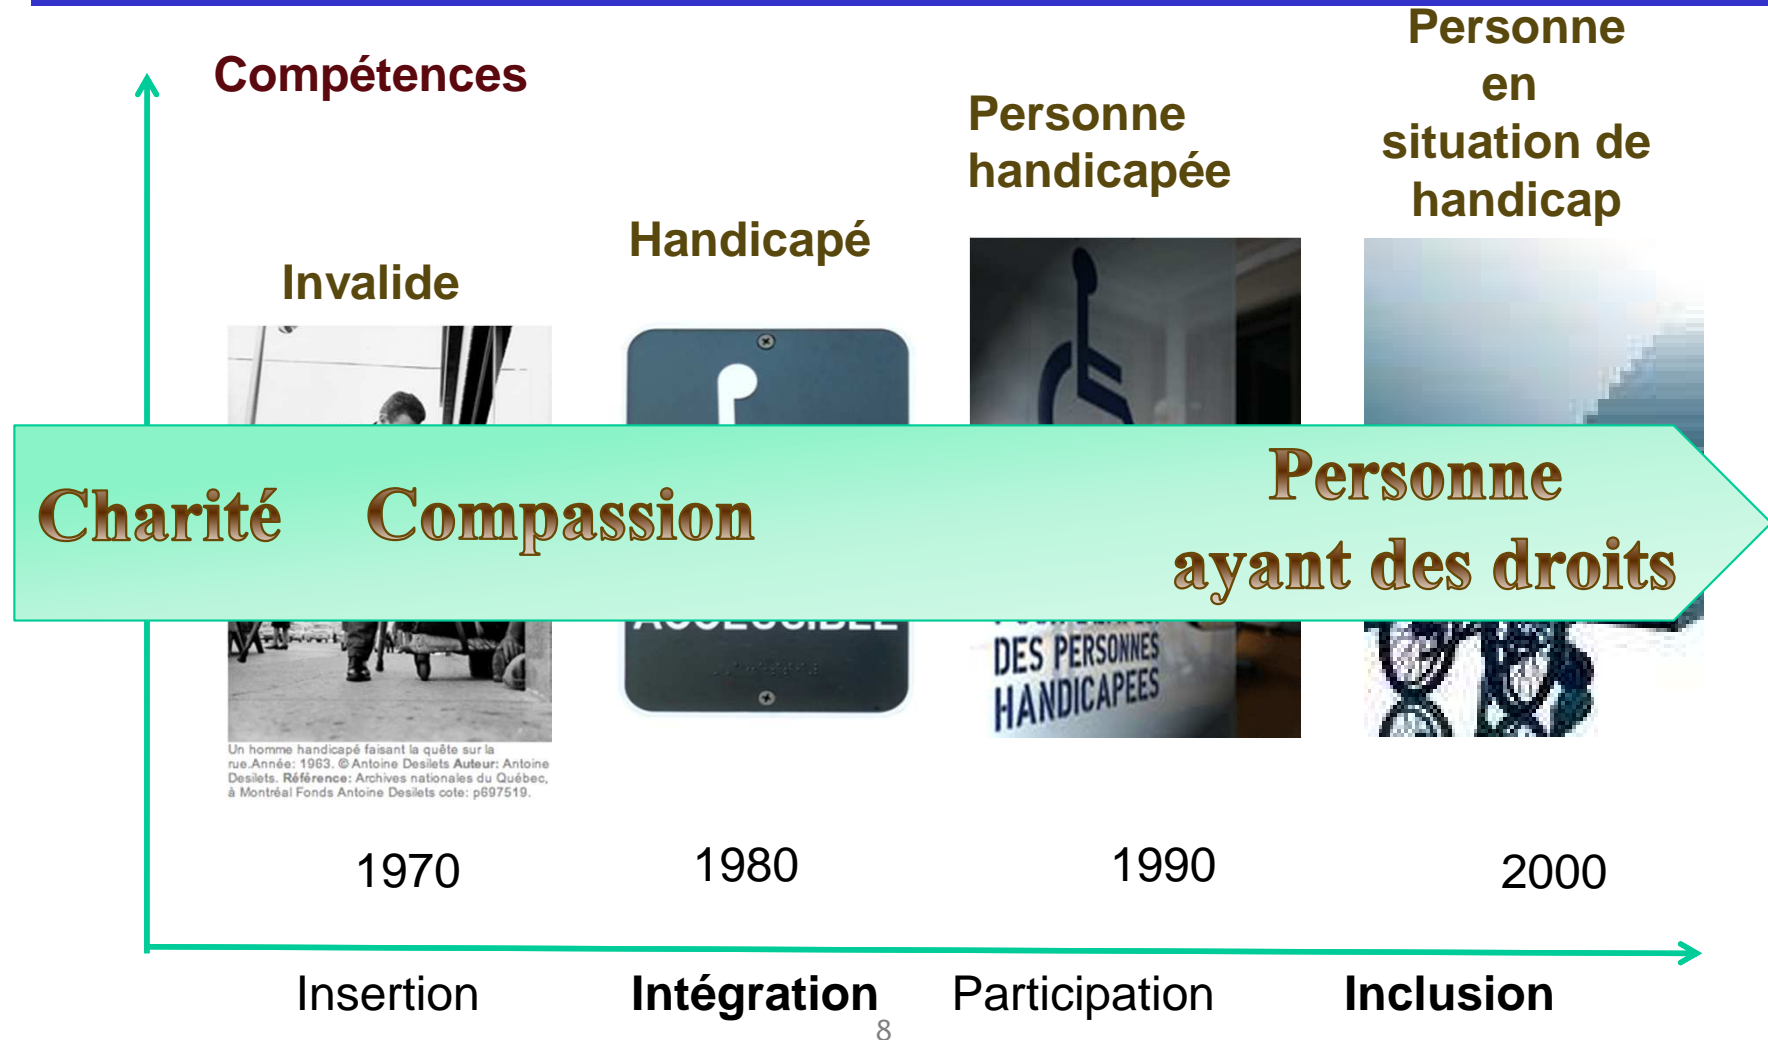 Compétences
Personne
en
situation de
handicap
Personne
handicapée
Handicapé
Invalide
Charité
Compassion
Personne
ayant des droits
DES PERSONNES
HANDICAPEES
Un homme handicapé faisant la quête sur la
rue.Année: 1963. © Antoine Desilets Auteur: Antoine
Desilets. Référence: Archives nationales du Québec,
à Montréal Fonds Antoine Desilets cote: p697519.
1970
1980
1990
2000
Insertion
Intégration
Participation
Inclusion
8